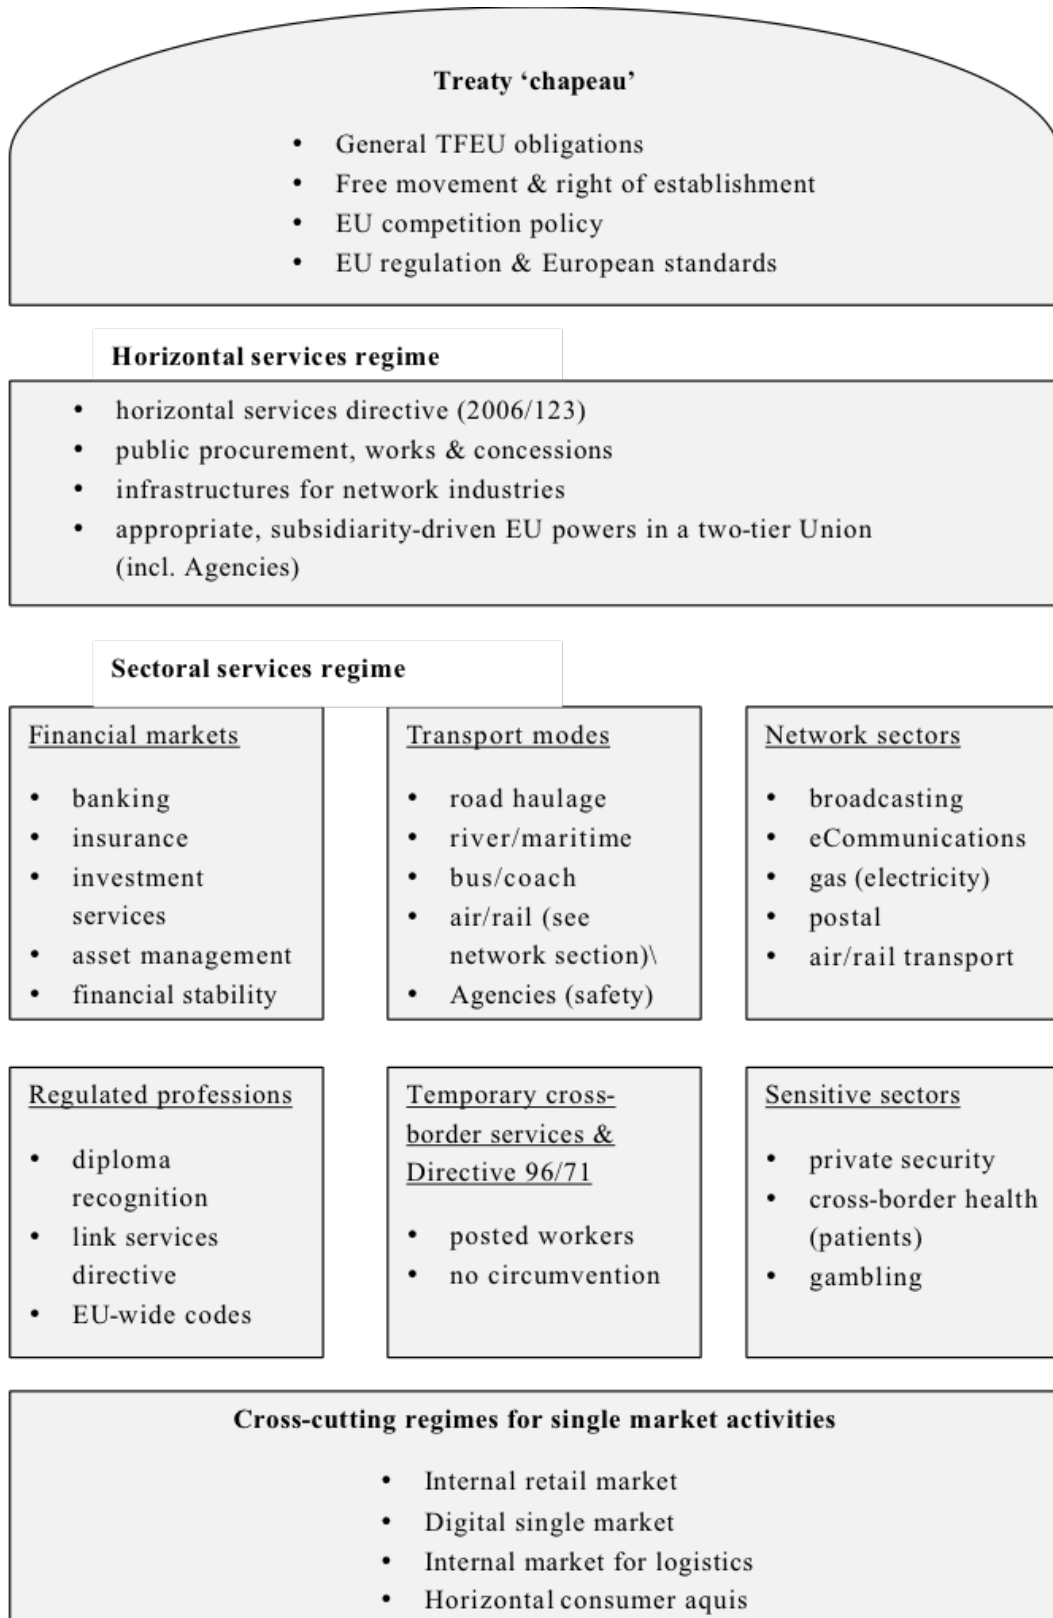 Treaty ‘chapeau’
• General TFEU obligations
• Free movement & right of establishment
• EU competition policy
• EU regulation & European standards
Horizontal services regime
• horizontal services directive (2006/123)
• public procurement, works & concessions
• infrastructures for network industries
• appropriate, subsidiarity-driven EU powers in a two-tier Union
(incl. Agencies)
Sectoral services regime
Financial markets
• banking
• insurance
• investment
services
• asset management
• financial stability
Transport modes
• road haulage
• river/maritime
• bus/coach
• air/rail (see
network section)\
• Agencies (safety)
Network sectors
• broadcasting
• eCommunications
• gas (electricity)
• postal
• air/rail transport
Regulated professions
• diploma
recognition
• link services
directive
• EU-wide codes
Temporary cross-
border services &
Directive 96/71
• posted workers
• no circumvention
Sensitive sectors
• private security
• cross-border health
(patients)
• gambling
Cross-cutting regimes for single market activities
• Internal retail market
• Digital single market
• Internal market for logistics
• Horizontal consumer aquis